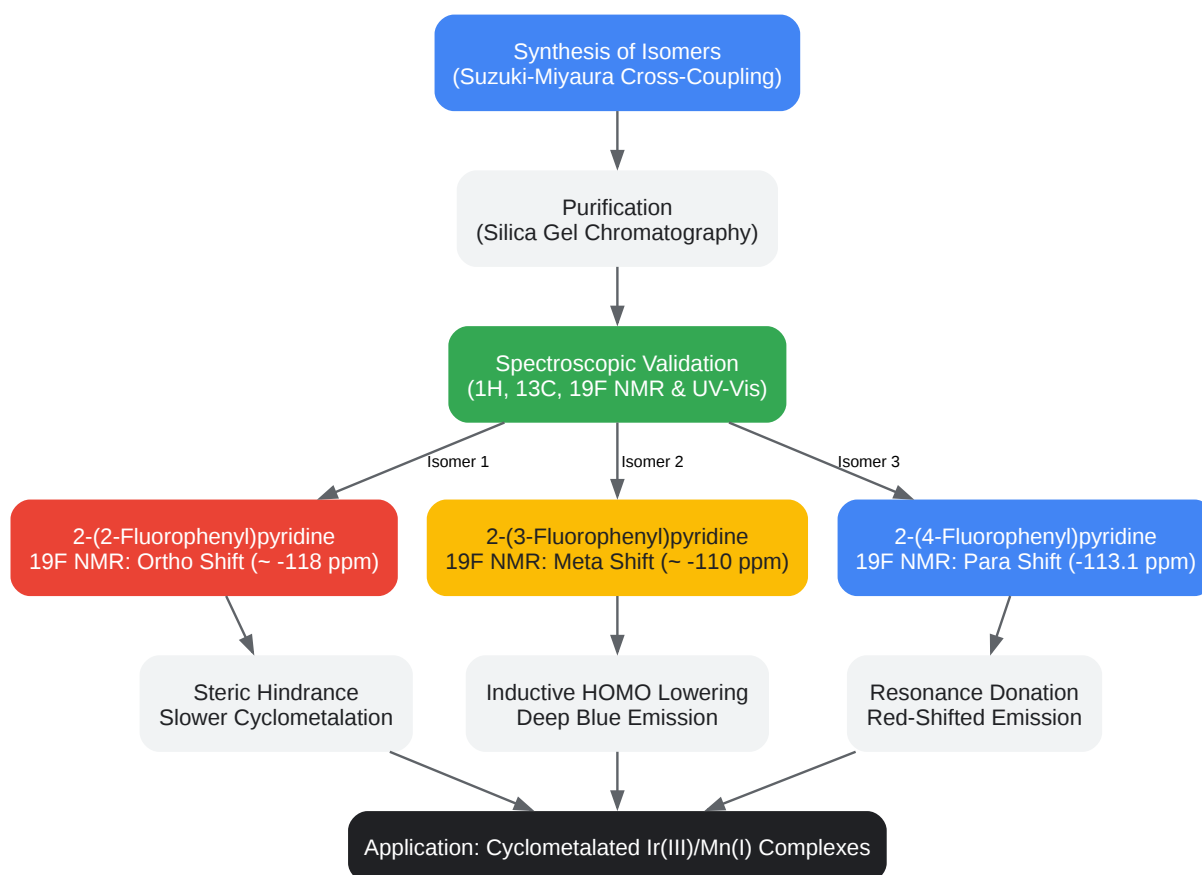 Synthesis of Isomers
(Suzuki-Miyaura Cross-Coupling)
Purification
(Silica Gel Chromatography)
Spectroscopic Validation
(1H, 13C, 19F NMR & UV-Vis)
Isomer 1
Isomer 2
Isomer 3
2-(2-Fluorophenyl)pyridine
19F NMR: Ortho Shift (~ -118 ppm)
2-(3-Fluorophenyl)pyridine
19F NMR: Meta Shift (~ -110 ppm)
2-(4-Fluorophenyl)pyridine
19F NMR: Para Shift (-113.1 ppm)
Steric Hindrance
Slower Cyclometalation
Inductive HOMO Lowering
Deep Blue Emission
Resonance Donation
Red-Shifted Emission
Application: Cyclometalated Ir(III)/Mn(I) Complexes